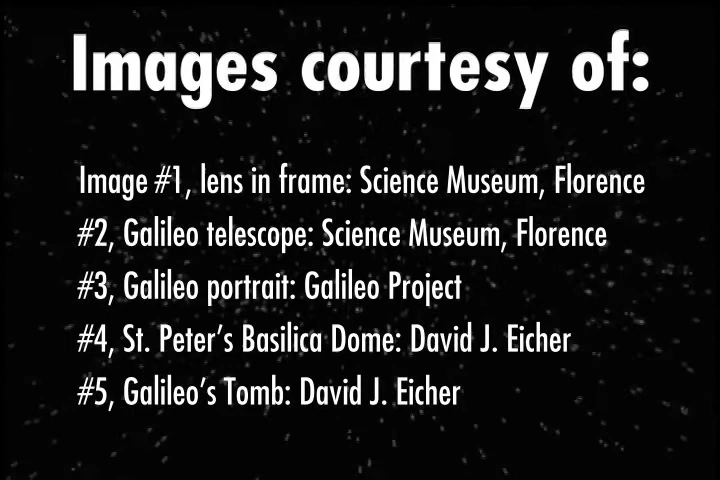 Images courtesy of:
Image #1, lens in frame: Science Museum, Florence
#2, Galileo telescope: Science Museum, Florence
#3, Galileo portrait: Galileo Project
#4, St. Peter’s Basilica Dome: David J. Eicher
#5, Galileo’s Tomb: David J. Eicher